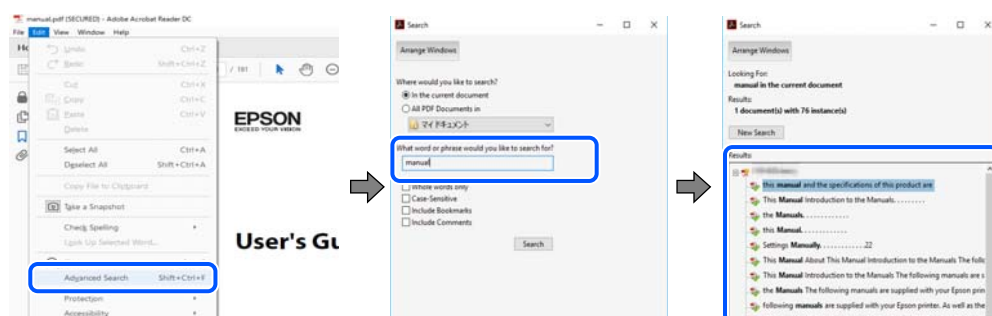 manual.pdf (SECURED) - Adobe Acrobat Reader DC
File Edit View Window Help
Undo Ctrl+Z
Redo Shift+Ctrl+Z
Cut Ctrl+X
Copy Ctrl+C
Paste Ctrl+V
Delete
Select All Ctrl+A
Deselect All Shift+Ctrl+A
Copy File to Clipboard
Take a Snapshot
Check Spelling
Look Up Selected Word...
Advanced Search Shift+Ctrl+F
Protection
Accessibility
/ 181
EPSON
EXCEED YOUR VISION
User's Gu
Search
Arrange Windows
Where would you like to search?
In the current document
All PDF Documents in
マイ ドキュメント
What word or phrase would you like to search for?
manual
Whole words only
Case-Sensitive
Include Bookmarks
Include Comments
Search
Search
Arrange Windows
Looking For:
manual in the current document
Results:
1 document(s) with 76 instance(s)
New Search
Results:
this manual and the specifications of this product are
This Manual Introduction to the Manuals. . . . . . . .
the Manuals. . . . . . . . . . . . .
this Manual. . . . . . . . . . . . .
Settings Manually. . . . . . . . . . . . .22
This Manual About This Manual Introduction to the Manuals The follo
This Manual Introduction to the Manuals The following manuals are s
the Manuals The following manuals are supplied with your Epson prin
following manuals are supplied with your Epson printer. As well as the